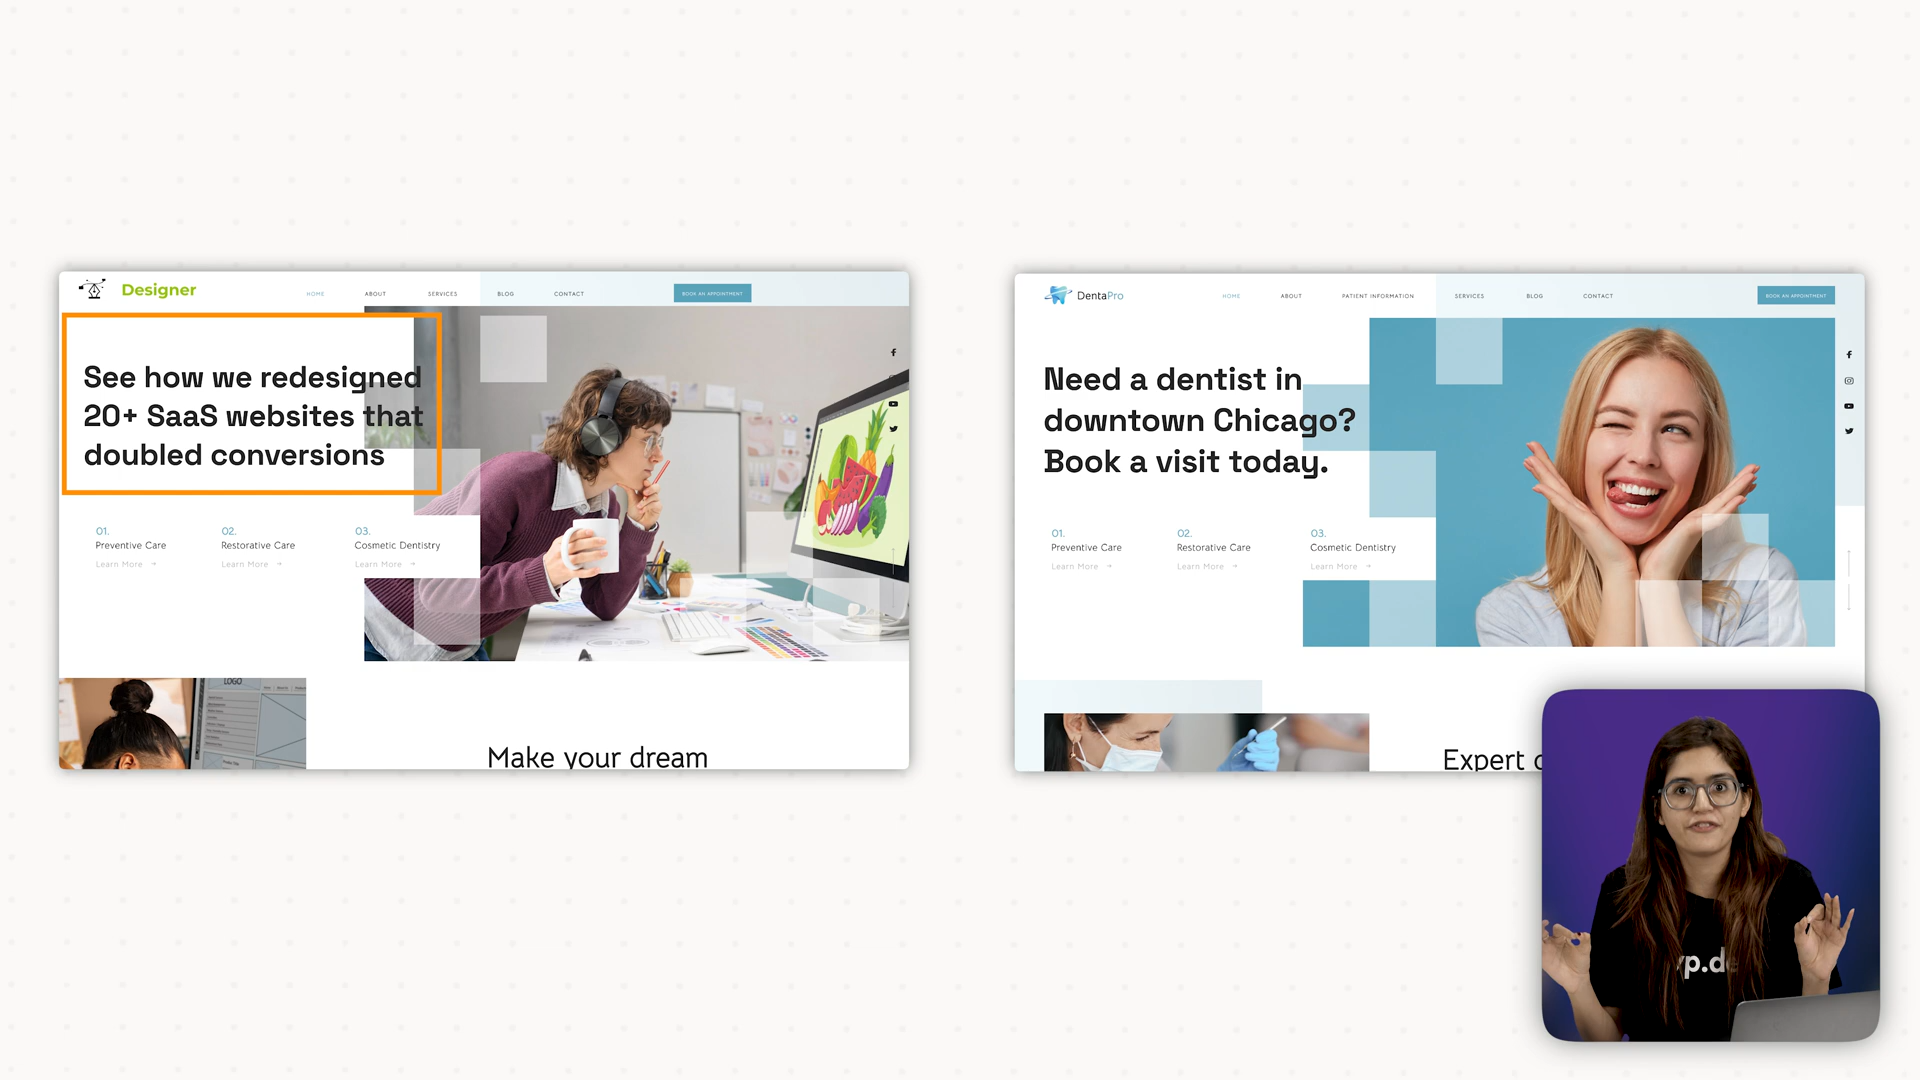 Designer
HOME ABOUT SERVICES BLOG CONTACT BOOK AN APPOINTMENT
See how we redesigned
20+ SaaS websites that
doubled conversions
01. 02. 03.
Preventive Care Restorative Care Cosmetic Dentistry
Learn More → Learn More → Learn More →
LOGO
Make your dream
DentaPro
HOME ABOUT PATIENT INFORMATION SERVICES BLOG CONTACT BOOK AN APPOINTMENT
Need a dentist in
downtown Chicago?
Book a visit today.
01. 02. 03.
Preventive Care Restorative Care Cosmetic Dentistry
Learn More → Learn More → Learn More →
Expert